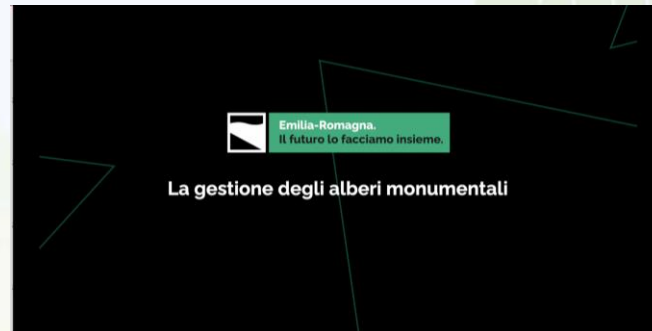 Emilia-Romagna.
Il futuro lo facciamo insieme.
La gestione degli alberi monumentali